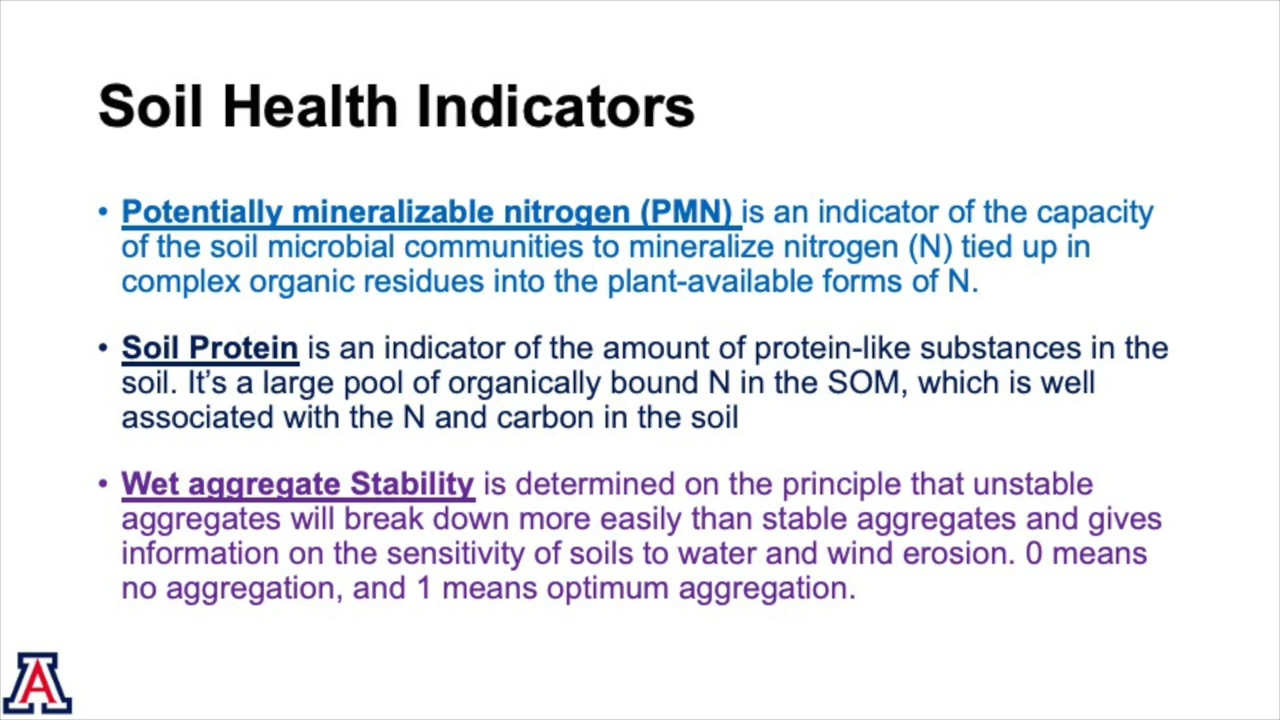 Soil Health Indicators
• Potentially mineralizable nitrogen (PMN) is an indicator of the capacity
of the soil microbial communities to mineralize nitrogen (N) tied up in
complex organic residues into the plant-available forms of N.
• Soil Protein is an indicator of the amount of protein-like substances in the
soil. It’s a large pool of organically bound N in the SOM, which is well
associated with the N and carbon in the soil
• Wet aggregate Stability is determined on the principle that unstable
aggregates will break down more easily than stable aggregates and gives
information on the sensitivity of soils to water and wind erosion. 0 means
no aggregation, and 1 means optimum aggregation.
A